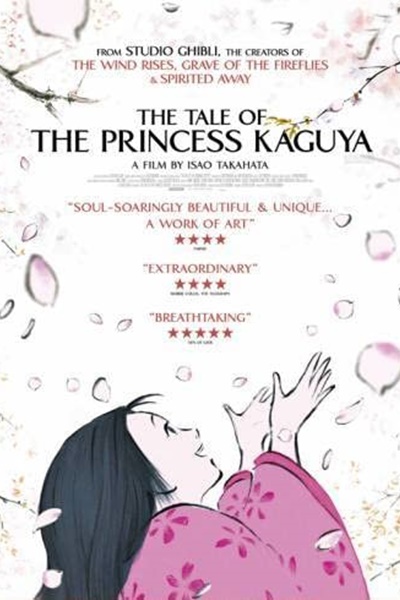 FROM STUDIO GHIBLI, THE CREATORS OF
THE WIND RISES, GRAVE OF THE FIREFLIES
& SPIRITED AWAY
THE TALE OF
THE PRINCESS KAGUYA
A FILM BY ISAO TAKAHATA
"SOUL-SOARINGLY BEAUTIFUL & UNIQUE...
A WORK OF ART"
"EXTRAORDINARY"
"BREATHTAKING"